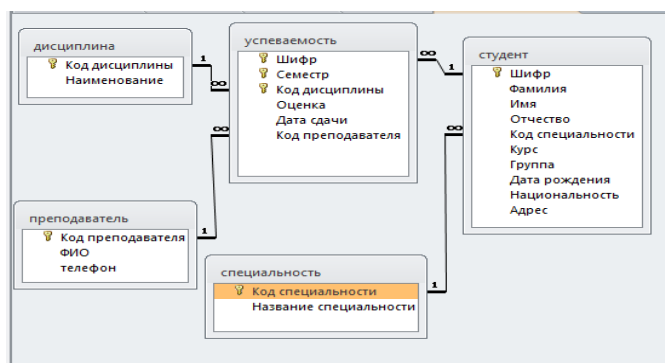 дисциплина
Код дисциплины
Наименование
1
∞
успеваемость
Шифр
Семестр
Код дисциплины
Оценка
Дата сдачи
Код преподавателя
∞
1
∞
студент
Шифр
Фамилия
Имя
Отчество
Код специальности
Курс
Группа
Дата рождения
Национальность
Адрес
∞
преподаватель
Код преподавателя
ФИО
телефон
1
специальность
Код специальности
Название специальности
1